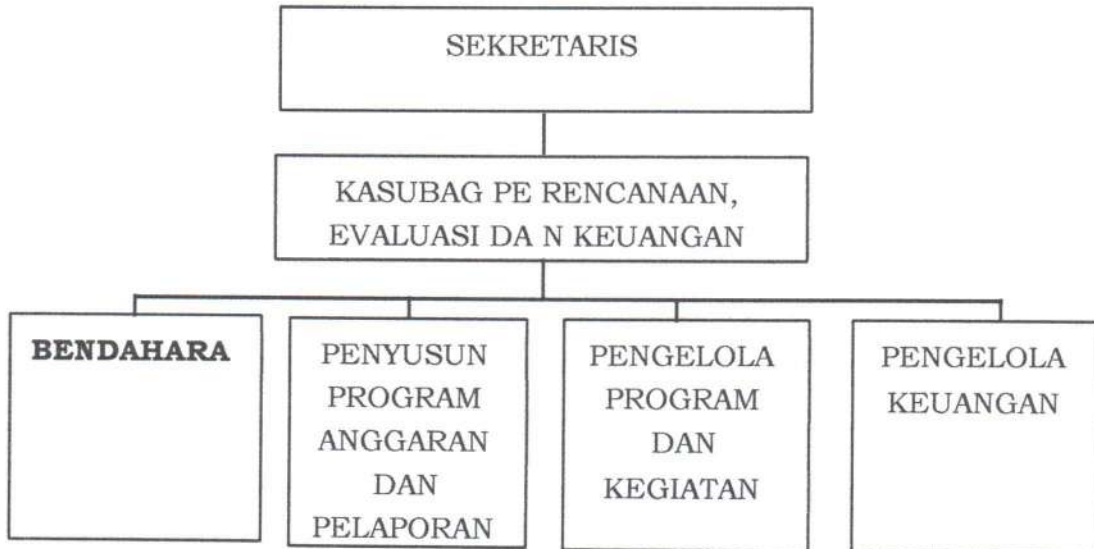 SEKRETARIS
KASUBAG PE RENCANAAN,
EVALUASI DA N KEUANGAN
BENDAHARA
PENYUSUN
PROGRAM
ANGGARAN
DAN
PELAPORAN
PENGELOLA
PROGRAM
DAN
KEGIATAN
PENGELOLA
KEUANGAN